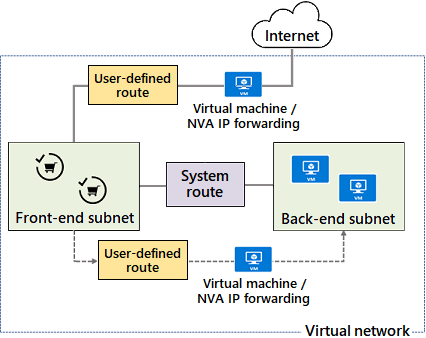 Internet
User-defined
route
VM
Virtual machine /
NVA IP forwarding
System
route
VM
VM
Front-end subnet
Back-end subnet
User-defined
route
VM
Virtual machine /
NVA IP forwarding
Virtual network